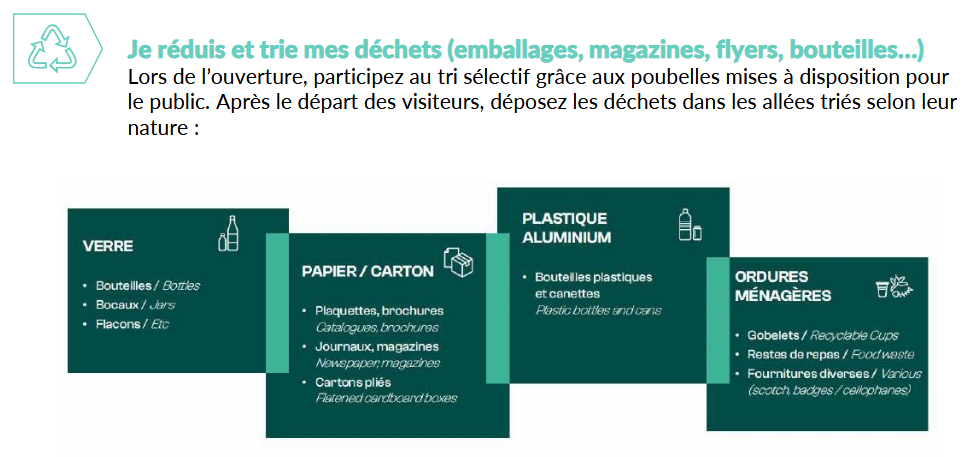 Je réduis et trie mes déchets (emballages, magazines, flyers, bouteilles…)
Lors de l’ouverture, participez au tri sélectif grâce aux poubelles mises à disposition pour
le public. Après le départ des visiteurs, déposez les déchets dans les allées triés selon leur
nature :
VERRE
• Bouteilles / Bottles
• Bocaux / Jars
• Flacons / Etc
PAPIER / CARTON
• Plaquettes, brochures
Catalogues, brochures
• Journaux, magazines
Newspaper, magazines
• Cartons pliés
Flatened cardboard boxes
PLASTIQUE
ALUMINIUM
• Bouteilles plastiques
et canettes
Plastic bottles and cans
ORDURES
MÉNAGÈRES
• Gobelets / Recyclable Cups
• Restes de repas / Food waste
• Fournitures diverses / Various
(scotch, badges / cellophanes)